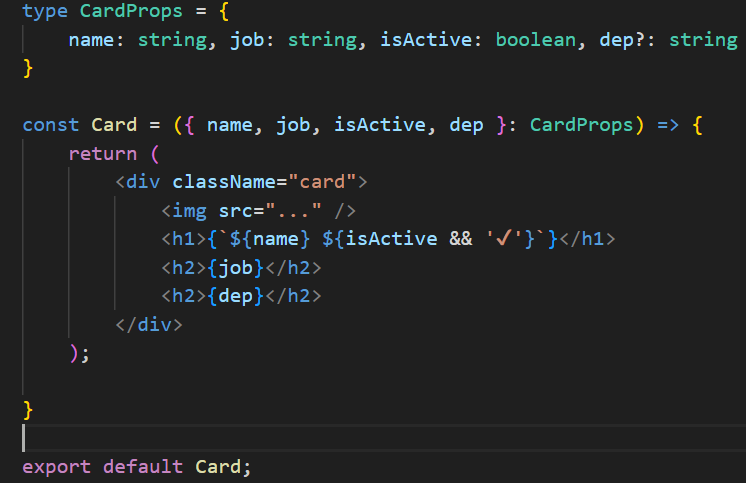 type CardProps = {
    name: string, job: string, isActive: boolean, dep?: string
}
const Card = ({ name, job, isActive, dep }: CardProps) => {
    return (
        <div className="card">
            <img src="..." />
            <h1>{`${name} ${isActive && '✓'}`}</h1>
            <h2>{job}</h2>
            <h2>{dep}</h2>
        </div>
    );
}
export default Card;